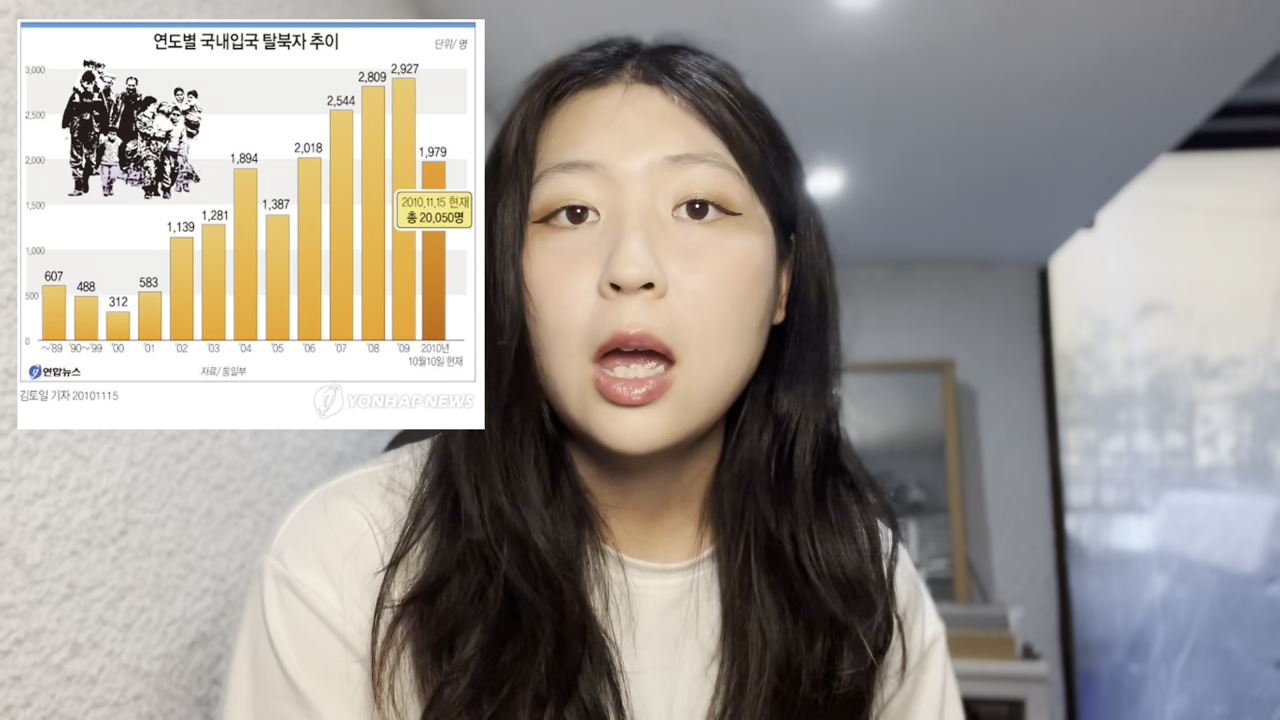 연도별 국내입국 탈북자 추이
단위/ 명
3,000
2,500
2,000
1,500
1,000
500
0
607
488
312
583
1,139
1,281
1,894
1,387
2,018
2,544
2,809
2,927
1,979
2010.11.15 현재
총 20,050명
~'89 '90~'99 '00 '01 '02 '03 '04 '05 '06 '07 '08 '09 2010년
10월10일 현재
연합뉴스
자료/ 통일부
김토일 기자 20101115
YONHAP NEWS